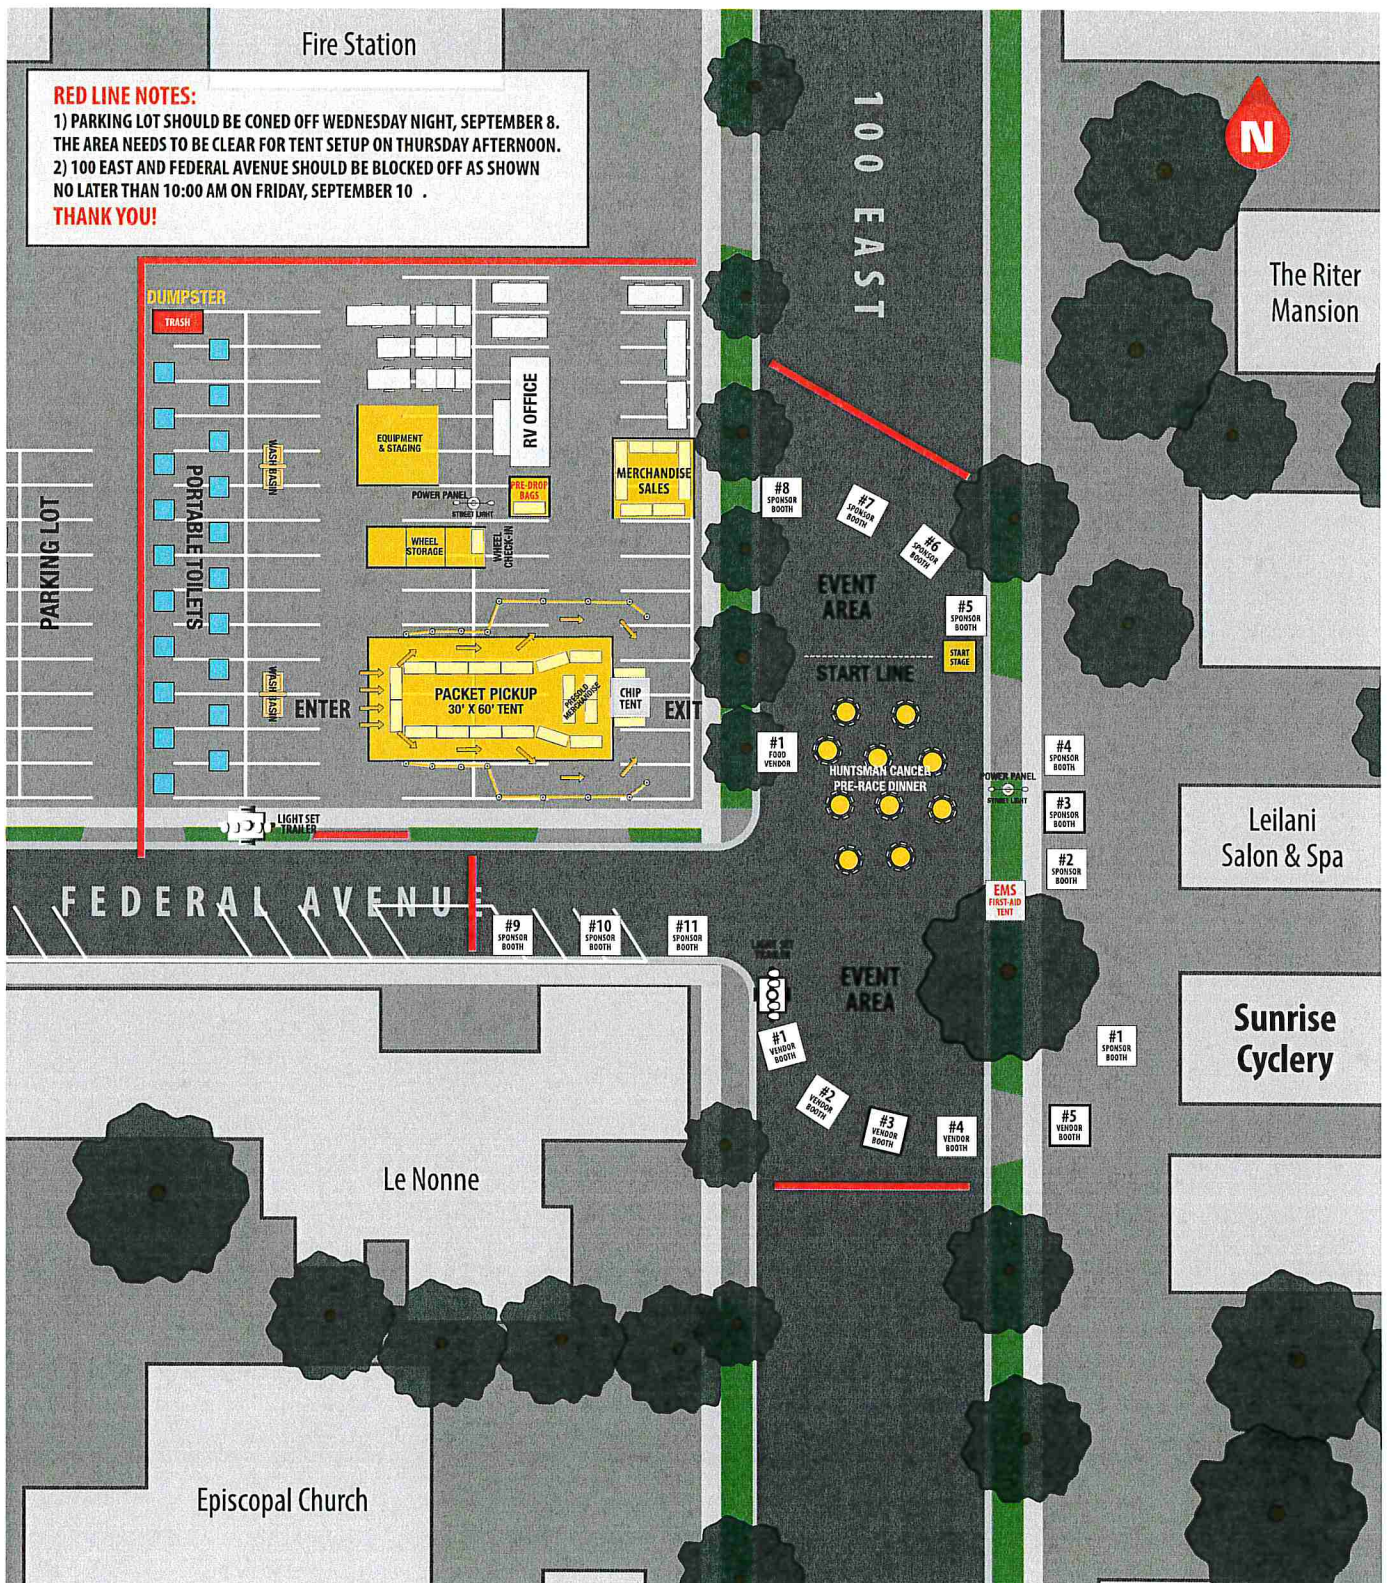 Fire Station
RED LINE NOTES:
1) PARKING LOT SHOULD BE CONED OFF WEDNESDAY NIGHT, SEPTEMBER 8.
THE AREA NEEDS TO BE CLEAR FOR TENT SETUP ON THURSDAY AFTERNOON.
2) 100 EAST AND FEDERAL AVENUE SHOULD BE BLOCKED OFF AS SHOWN
NO LATER THAN 10:00 AM ON FRIDAY, SEPTEMBER 10 .
THANK YOU!
100 EAST
N
The Riter
Mansion
DUMPSTER
TRASH
PARKING LOT
PORTABLE TOILETS
WASH BASIN
WASH BASIN
EQUIPMENT
& STAGING
RV OFFICE
POWER PANEL
STREET LIGHT
PRE-DROP
BAGS
MERCHANDISE
SALES
WHEEL
STORAGE
WHEEL
CHECK-IN
ENTER
PACKET PICKUP
30' X 60' TENT
PRESOLD
MERCHANDISE
CHIP
TENT
EXIT
LIGHT SET
TRAILER
#8
SPONSOR
BOOTH
#7
SPONSOR
BOOTH
#6
SPONSOR
BOOTH
EVENT
AREA
#5
SPONSOR
BOOTH
START
STAGE
START LINE
#1
FOOD
VENDOR
HUNTSMAN CANCER
PRE-RACE DINNER
POWER PANEL
STREET LIGHT
#4
SPONSOR
BOOTH
#3
SPONSOR
BOOTH
#2
SPONSOR
BOOTH
Leilani
Salon & Spa
EMS
FIRST-AID
TENT
FEDERAL AVENUE
#9
SPONSOR
BOOTH
#10
SPONSOR
BOOTH
#11
SPONSOR
BOOTH
LIGHT SET
TRAILER
EVENT
AREA
#1
VENDOR
BOOTH
#2
VENDOR
BOOTH
#3
VENDOR
BOOTH
#4
VENDOR
BOOTH
#5
VENDOR
BOOTH
#1
SPONSOR
BOOTH
Sunrise
Cyclery
Le Nonne
Episcopal Church